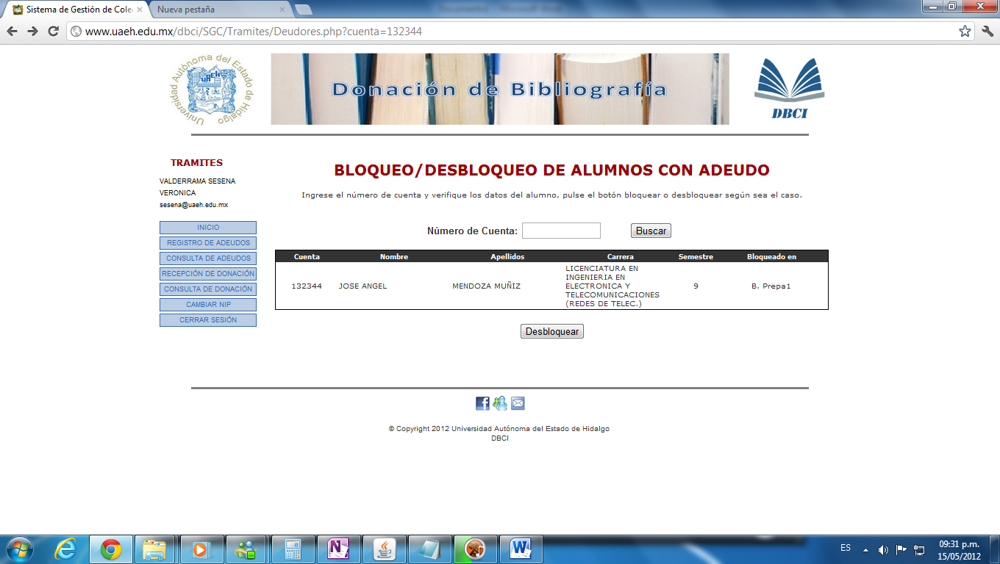 Sistema de Gestión de Cole
Nueva pestaña
www.uaeh.edu.mx/dbci/SGC/Tramites/Deudores.php?cuenta=132344
Universidad Autónoma del Estado de Hidalgo
UAEH
Donación de Bibliografía
DBCI
TRAMITES
VALDERRAMA SESENA
VERONICA
sesena@uaeh.edu.mx
INICIO
REGISTRO DE ADEUDOS
CONSULTA DE ADEUDOS
RECEPCIÓN DE DONACIÓN
CONSULTA DE DONACIÓN
CAMBIAR NIP
CERRAR SESIÓN
BLOQUEO/DESBLOQUEO DE ALUMNOS CON ADEUDO
Ingrese el número de cuenta y verifique los datos del alumno, pulse el botón bloquear o desbloquear según sea el caso.
Número de Cuenta: Buscar
Cuenta Nombre Apellidos Carrera Semestre Bloqueado en
132344 JOSE ANGEL MENDOZA MUÑIZ LICENCIATURA EN
INGENIERIA EN
ELECTRONICA Y
TELECOMUNICACIONES
(REDES DE TELEC.) 9 B. Prepa1
Desbloquear
© Copyright 2012 Universidad Autónoma del Estado de Hidalgo
DBCI
ES
09:31 p.m.
15/05/2012